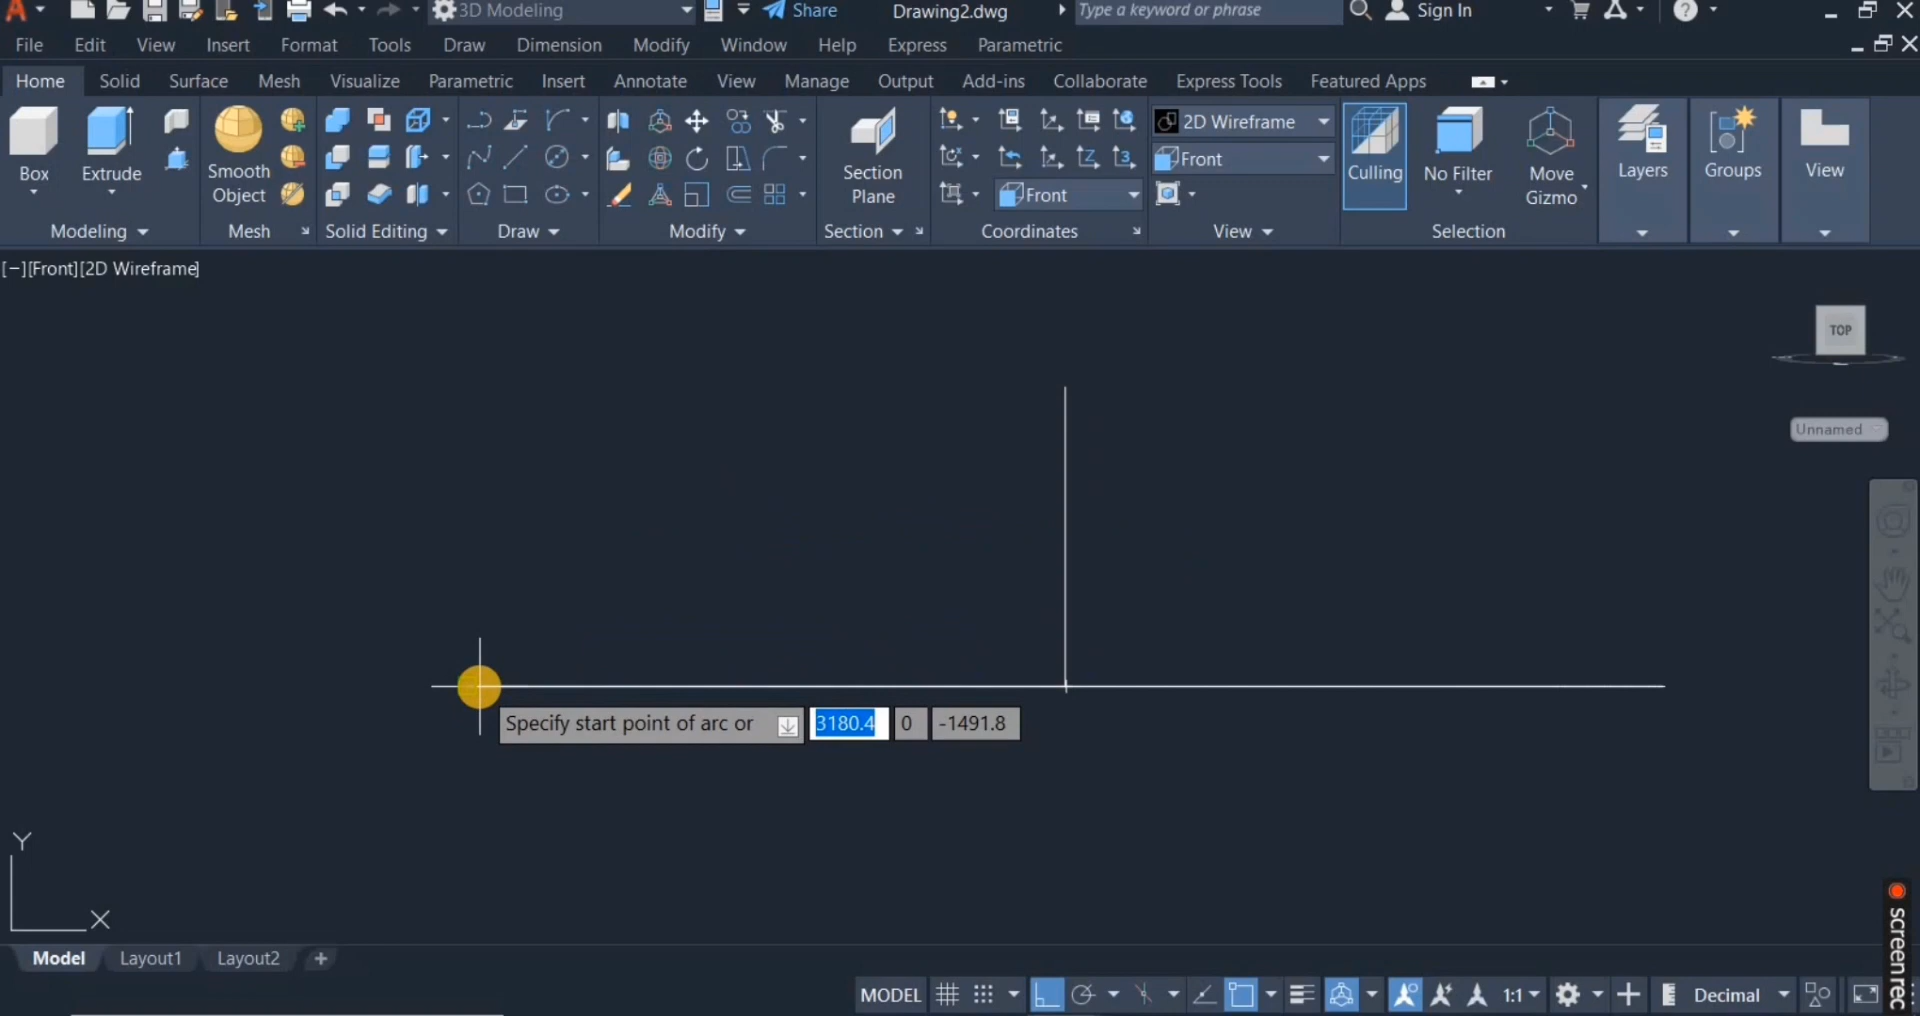 3D Modeling Share Drawing2.dwg Type a keyword or phrase Sign In
File Edit View Insert Format Tools Draw Dimension Modify Window Help Express Parametric
Home Solid Surface Mesh Visualize Parametric Insert Annotate View Manage Output Add-ins Collaborate Express Tools Featured Apps
2D Wireframe
Front
Box Extrude Smooth Object Section Plane Front Culling No Filter Move Gizmo Layers Groups View
Modeling Mesh Solid Editing Draw Modify Section Coordinates View Selection
[−][Front][2D Wireframe]
TOP
Unnamed
Specify start point of arc or 3180.4 0 -1491.8
Y
X
Model Layout1 Layout2 +
MODEL 1:1 Decimal
screenrec